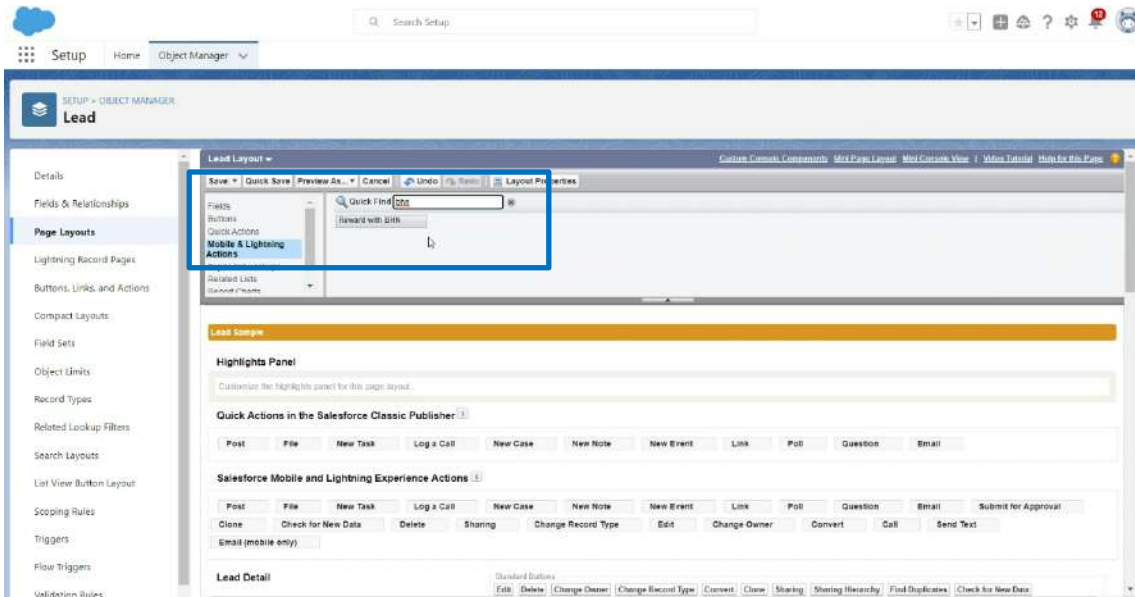 Search Setup
12
Setup
Home
Object Manager
SETUP > OBJECT MANAGER
Lead
Details
Fields & Relationships
Page Layouts
Lightning Record Pages
Buttons, Links, and Actions
Compact Layouts
Field Sets
Object Limits
Record Types
Related Lookup Filters
Search Layouts
List View Button Layout
Scoping Rules
Triggers
Flow Triggers
Validation Rules
Lead Layout
Custom Console Components Mini Page Layout Mini Console View | Video Tutorial Help for this Page
Save Quick Save Preview As... Cancel Undo Redo Layout Properties
Fields
Buttons
Quick Actions
Mobile & Lightning
Actions
Related Lists
Report Charts
Quick Find
Reward with BHN
Lead Sample
Highlights Panel
Customize the highlights panel for this page layout.
Quick Actions in the Salesforce Classic Publisher
Post File New Task Log a Call New Case New Note New Event Link Poll Question Email
Salesforce Mobile and Lightning Experience Actions
Post File New Task Log a Call New Case New Note New Event Link Poll Question Email Submit for Approval
Clone Check for New Data Delete Sharing Change Record Type Edit Change Owner Convert Call Send Text
Email (mobile only)
Lead Detail
Standard Buttons
Edit Delete Change Owner Change Record Type Convert Clone Sharing Sharing Hierarchy Find Duplicates Check for New Data